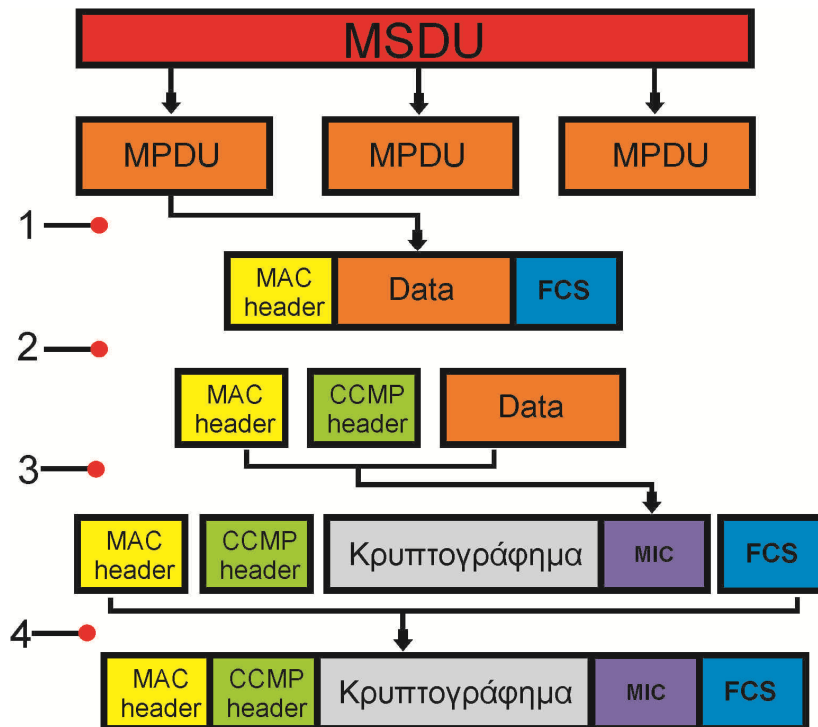 MSDU
MPDU
MPDU
MPDU
1
MAC
header
Data
FCS
2
MAC
header
CCMP
header
Data
3
MAC
header
CCMP
header
Κρυπτογράφημα
MIC
FCS
4
MAC
header
CCMP
header
Κρυπτογράφημα
MIC
FCS